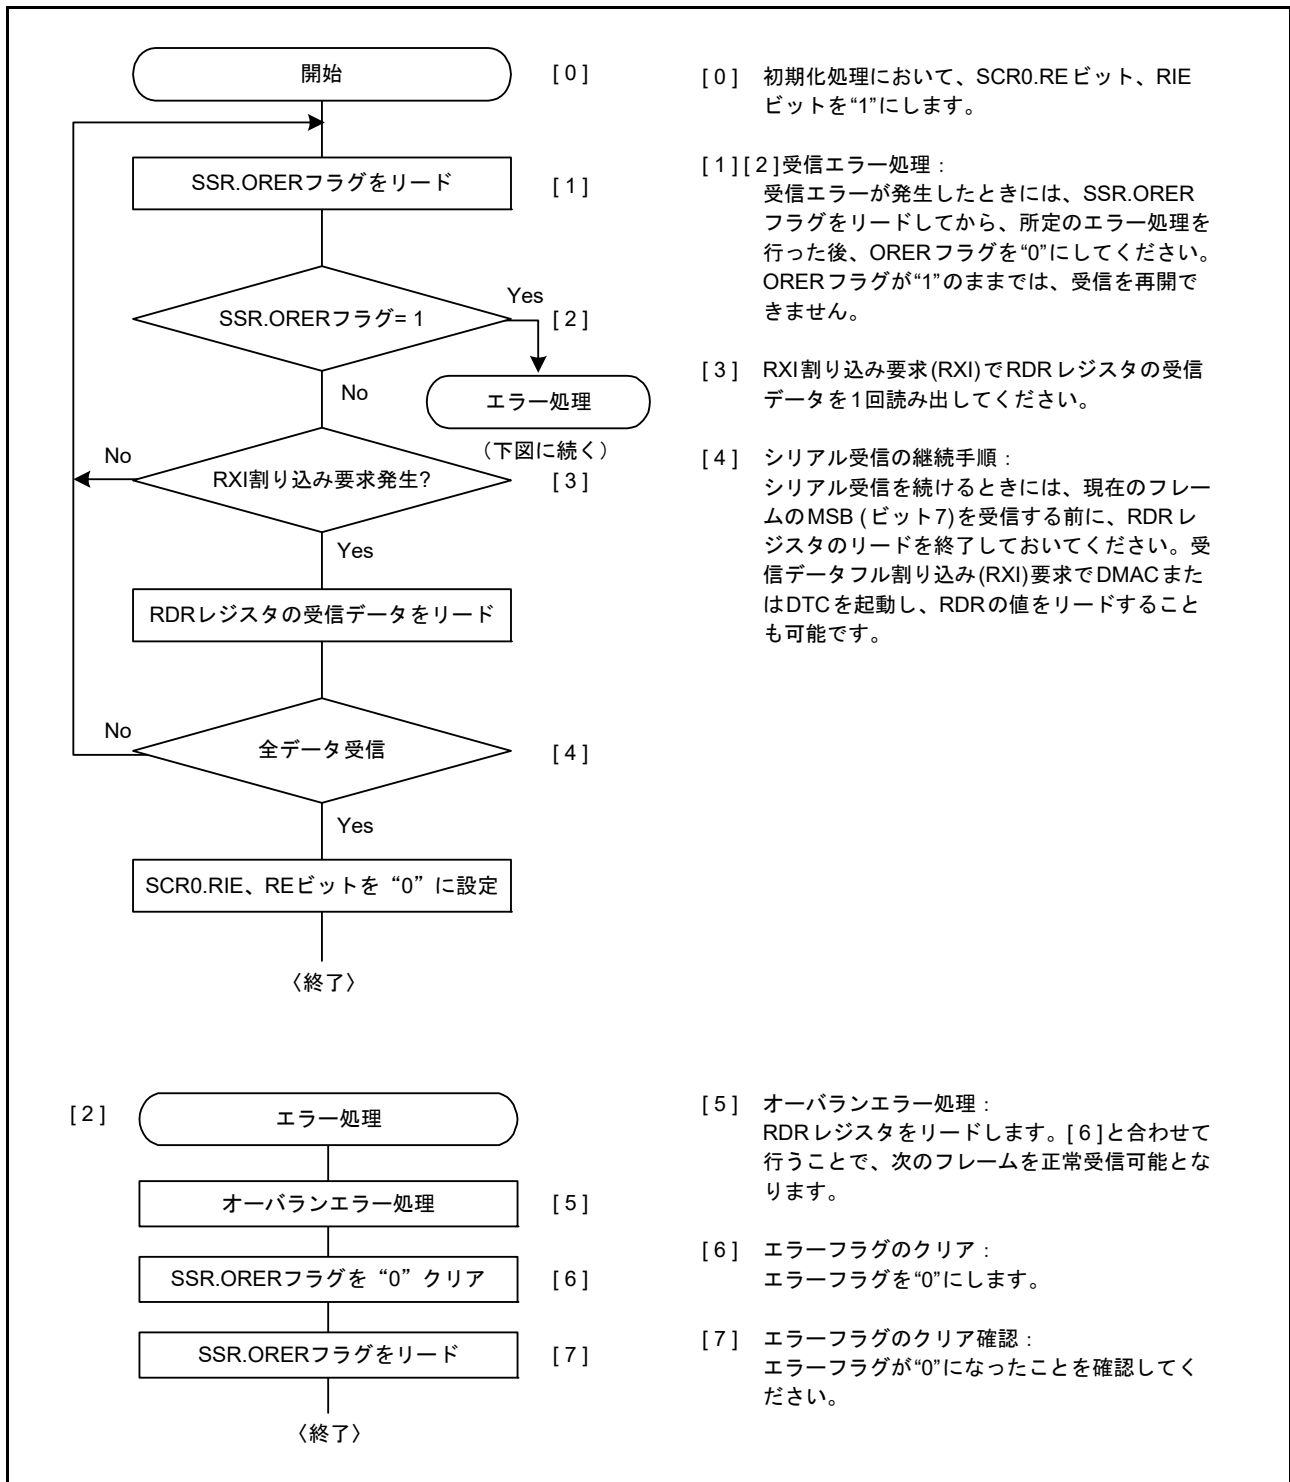 開始
[ 0 ]
SSR.ORERフラグをリード
[ 1 ]
SSR.ORERフラグ= 1
Yes
[ 2 ]
No
エラー処理
(下図に続く)
RXI割り込み要求発生?
No
[ 3 ]
Yes
RDRレジスタの受信データをリード
全データ受信
No
[ 4 ]
Yes
SCR0.RIE、REビットを“0”に設定
〈終了〉
[ 0 ] 初期化処理において、SCR0.REビット、RIE
ビットを“1”にします。
[ 1 ][ 2 ]受信エラー処理:
受信エラーが発生したときには、SSR.ORER
フラグをリードしてから、所定のエラー処理を
行った後、ORERフラグを“0”にしてください。
ORERフラグが“1”のままでは、受信を再開で
きません。
[ 3 ] RXI割り込み要求(RXI)でRDRレジスタの受信
データを1回読み出してください。
[ 4 ] シリアル受信の継続手順:
シリアル受信を続けるときには、現在のフレー
ムのMSB (ビット7)を受信する前に、RDRレ
ジスタのリードを終了しておいてください。受
信データフル割り込み(RXI)要求でDMACまた
はDTCを起動し、RDRの値をリードすること
も可能です。
[ 2 ]
エラー処理
オーバランエラー処理
[ 5 ]
SSR.ORERフラグを“0”クリア
[ 6 ]
SSR.ORERフラグをリード
[ 7 ]
〈終了〉
[ 5 ] オーバランエラー処理:
RDRレジスタをリードします。[ 6 ]と合わせて
行うことで、次のフレームを正常受信可能とな
ります。
[ 6 ] エラーフラグのクリア:
エラーフラグを“0”にします。
[ 7 ] エラーフラグのクリア確認:
エラーフラグが“0”になったことを確認してく
ださい。